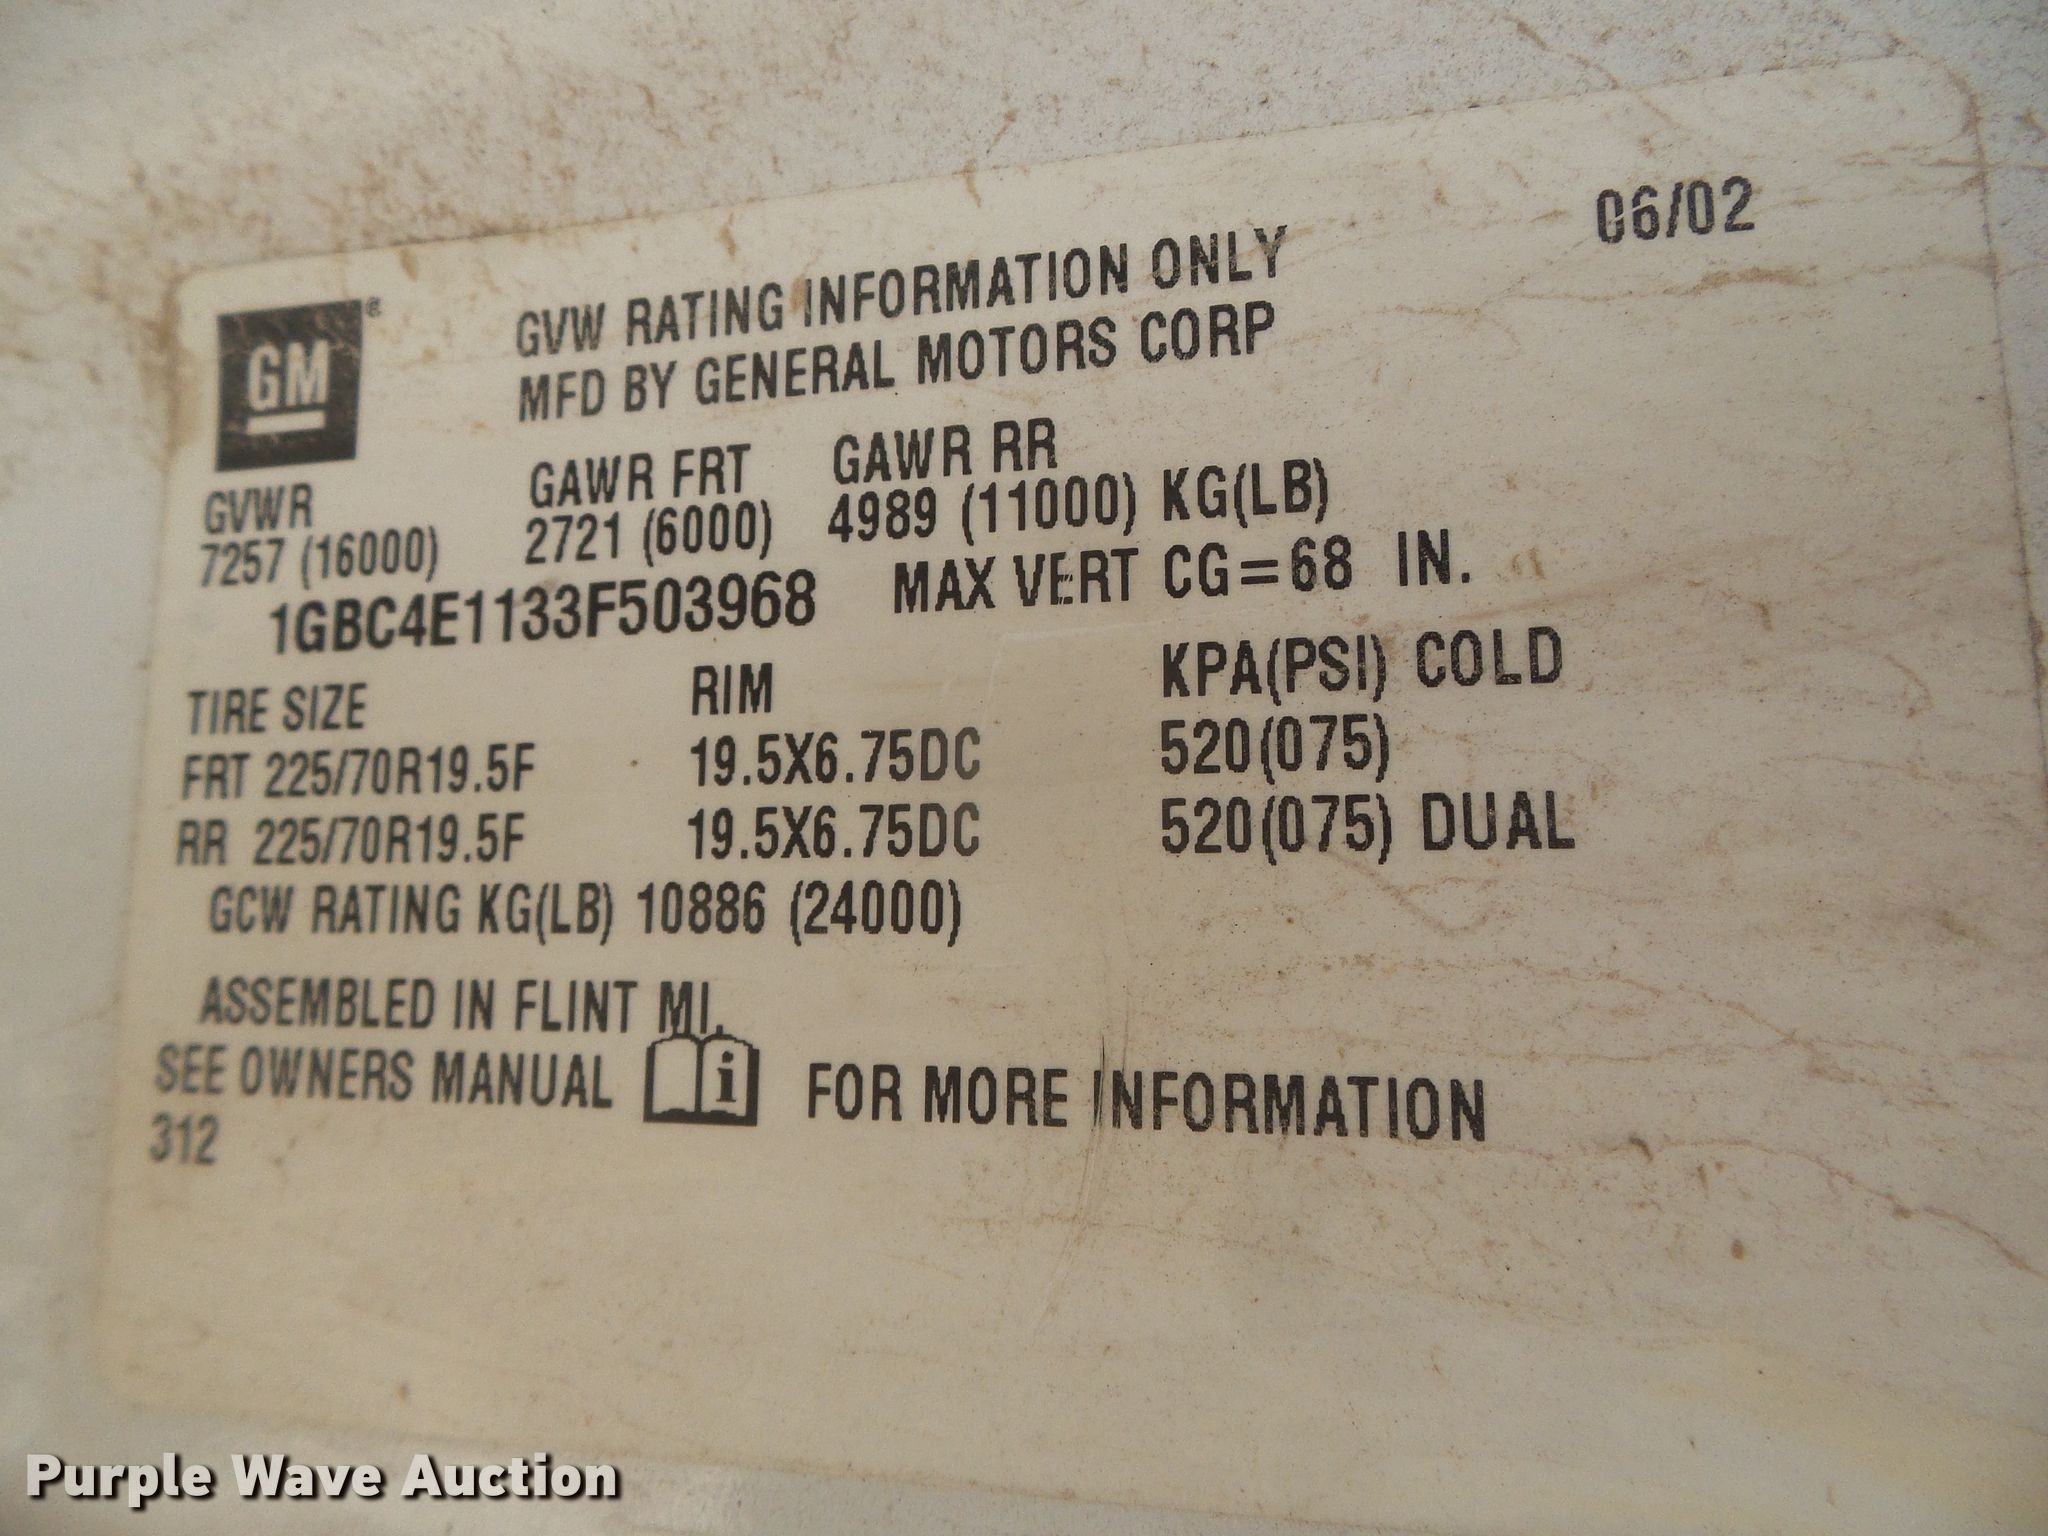 06/02
GM
GVW RATING INFORMATION ONLY
MFD BY GENERAL MOTORS CORP
GVWR GAWR FRT GAWR RR
7257 (16000) 2721 (6000) 4989 (11000) KG(LB)
1GBC4E1133F503968 MAX VERT CG=68 IN.
TIRE SIZE RIM KPA(PSI) COLD
FRT 225/70R19.5F 19.5X6.75DC 520(075)
RR 225/70R19.5F 19.5X6.75DC 520(075) DUAL
GCW RATING KG(LB) 10886 (24000)
ASSEMBLED IN FLINT MI.
SEE OWNERS MANUAL i FOR MORE INFORMATION
312
Purple Wave Auction